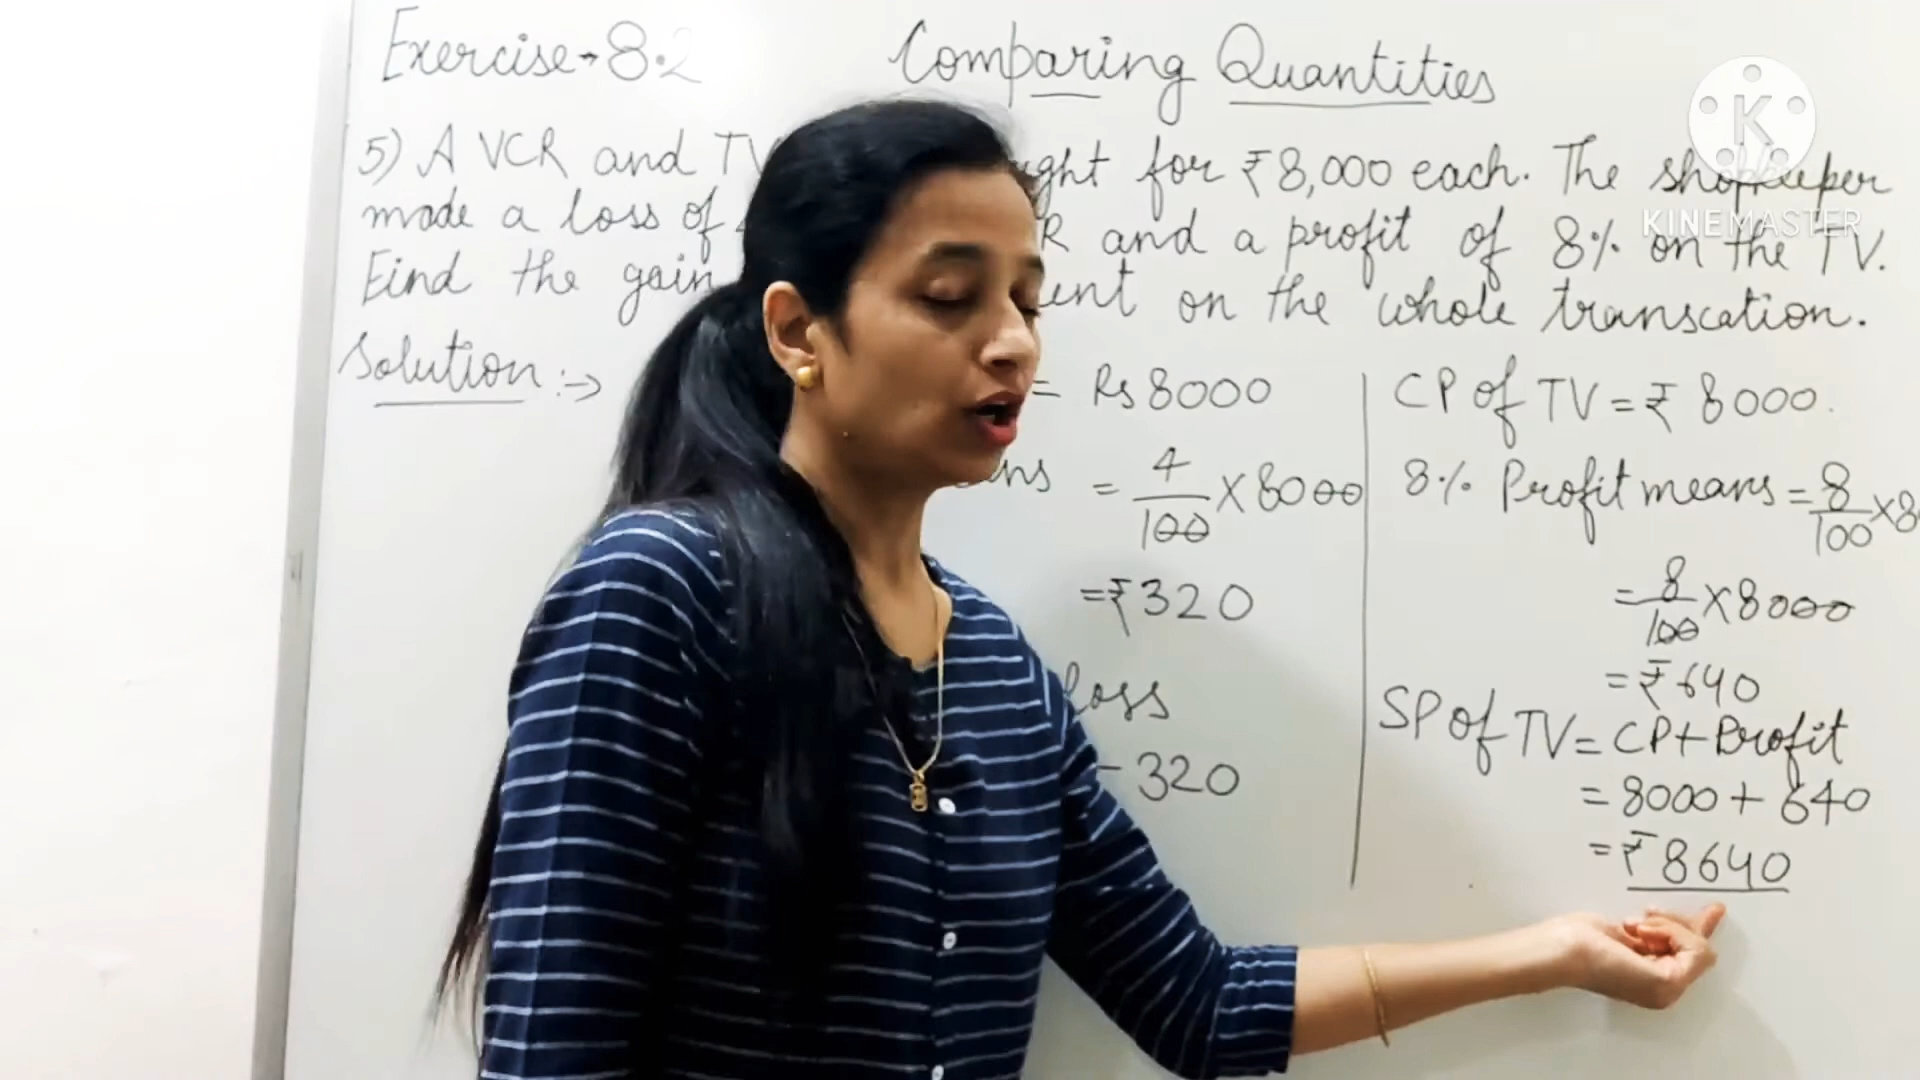 Exercise → 8.2
Comparing Quantities
5) A VCR and TV ght for ₹8,000 each. The shopkeeper
made a loss of R and a profit of 8% on the TV.
Find the gain ent on the whole transcation.
Solution :→
= Rs 8000
ns = 4/100 × 8000
= ₹320
loss
- 320
CP of TV = ₹ 8000.
8% Profit means = 8/100 × 8
= 8/100 × 8000
= ₹640
SP of TV = CP + Profit
= 8000 + 640
= ₹8640
K
KINEMASTER